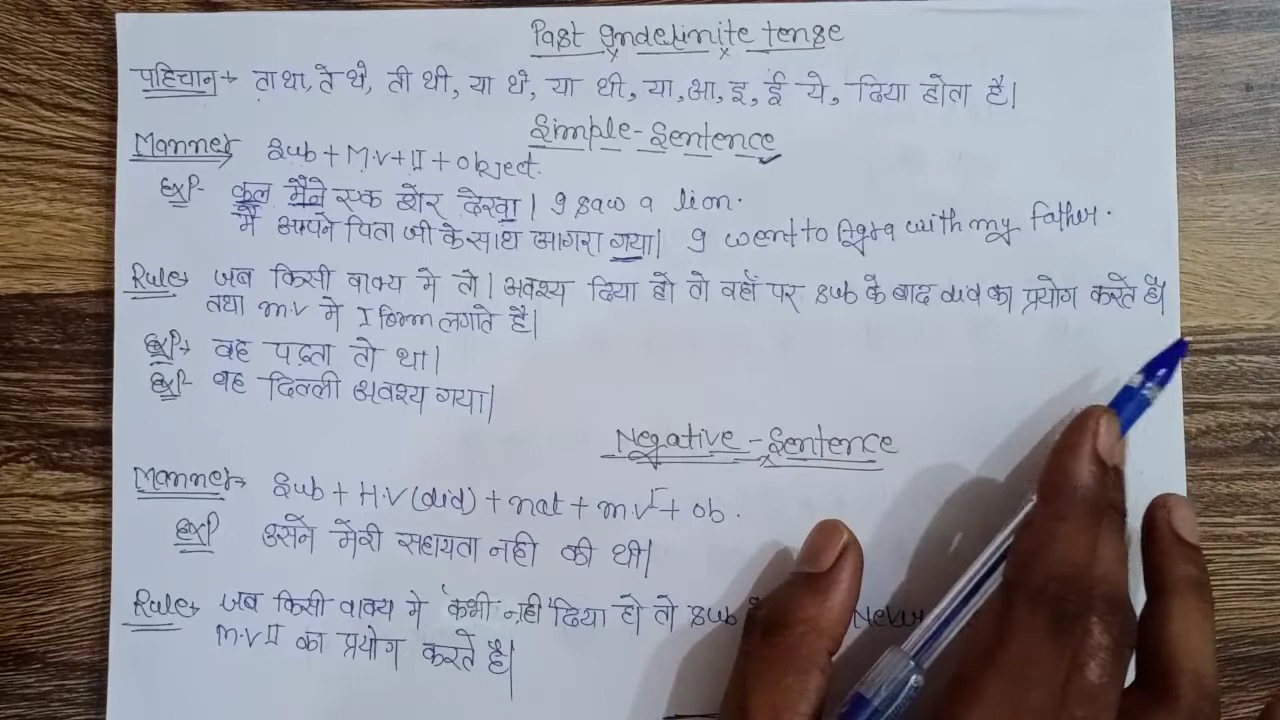 Past Indefinite tense
पहिचान → ता था, ते थे, ती थी, या थे, या थी, या, आ, इ, ई ये, दिया होता है।
Simple-Sentence
Manner → Sub + M.V + II + object.
Exp- कल मैने एक शेर देखा। I saw a lion.
मै अपने पिता जी के साथ आगरा गया। I went to Agra with my father.
Rule → जब किसी वाक्य मे तो। अवश्य दिया हो तो वहाँ पर sub के बाद did का प्रयोग करते है।
तथा m.v मे I form लगाते है।
Exp → वह पढ़ता तो था।
Exp- वह दिल्ली अवश्य गया।
Negative-Sentence
Manner → Sub + H.V (did) + not + m.v I + ob.
Exp उसने मेरी सहायता नही की थी।
Rule → जब किसी वाक्य मे 'कभी नही' दिया हो तो sub
m.v II का प्रयोग करते है।